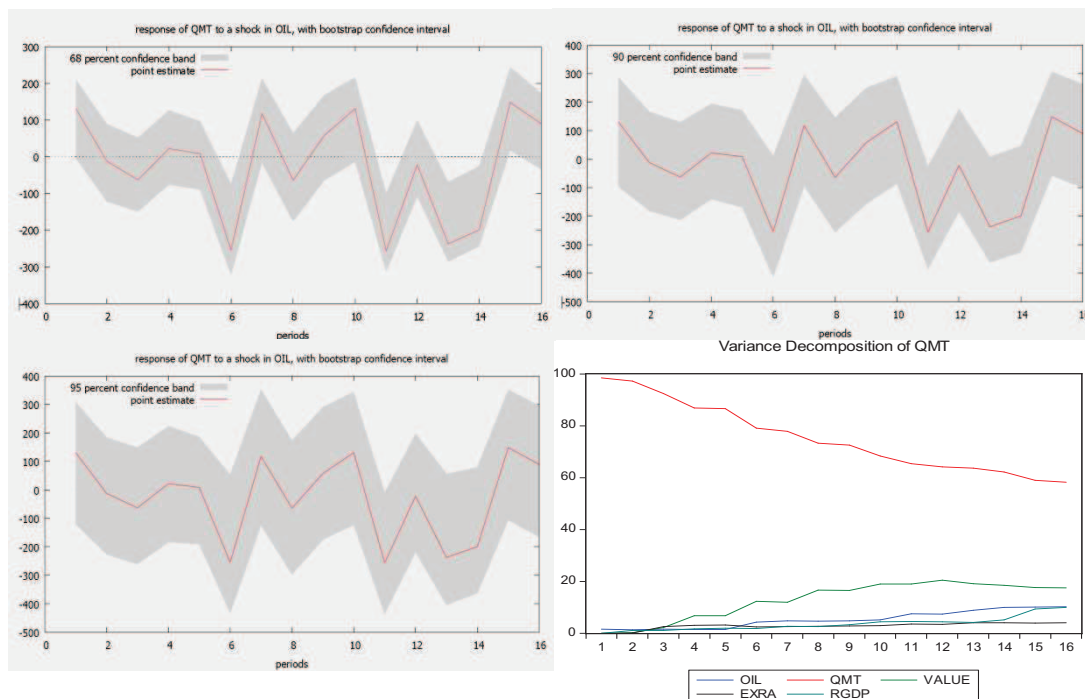 response of QMT to a shock in OIL, with bootstrap confidence interval
68 percent confidence band
point estimate
300
200
100
0
-100
-200
-300
-400
0 2 4 6 8 10 12 14 16
periods
response of QMT to a shock in OIL, with bootstrap confidence interval
90 percent confidence band
point estimate
400
300
200
100
0
-100
-200
-300
-400
-500
0 2 4 6 8 10 12 14 16
periods
response of QMT to a shock in OIL, with bootstrap confidence interval
95 percent confidence band
point estimate
400
300
200
100
0
-100
-200
-300
-400
-500
0 2 4 6 8 10 12 14 16
periods
Variance Decomposition of QMT
100
80
60
40
20
0
1 2 3 4 5 6 7 8 9 10 11 12 13 14 15 16
OIL QMT VALUE
EXRA RGDP